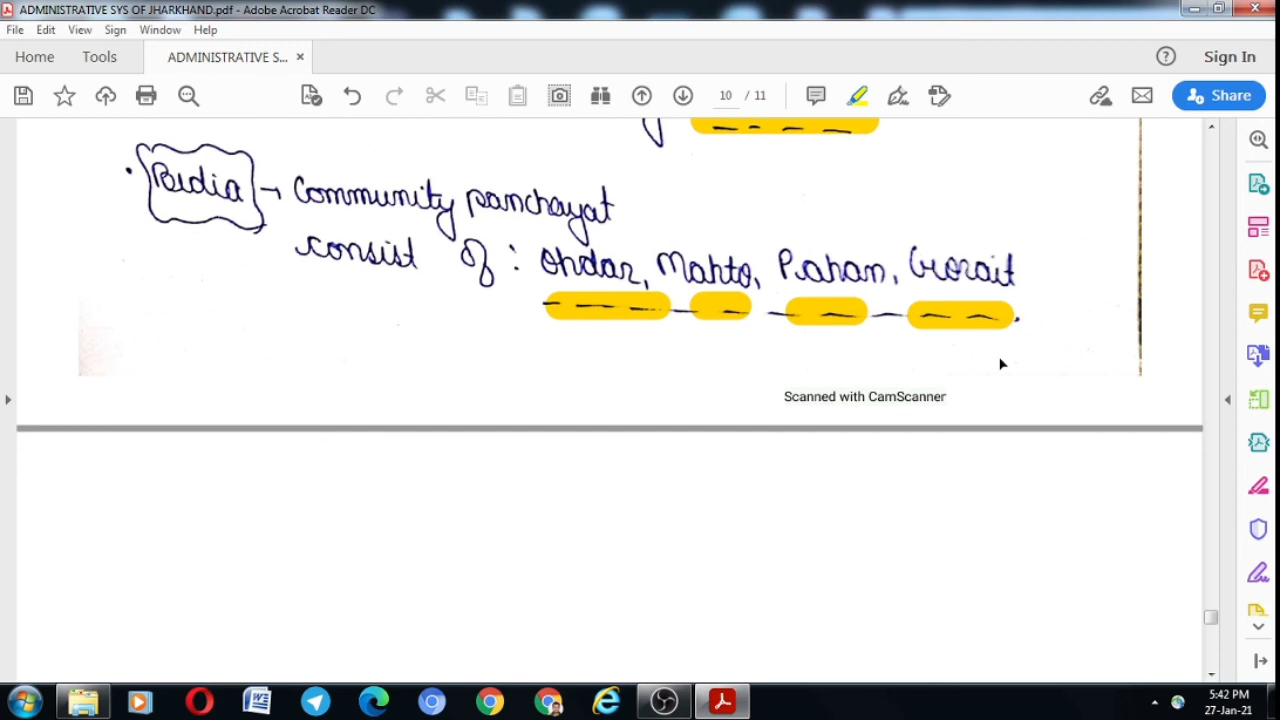 ADMINISTRATIVE SYS OF JHARKHAND.pdf - Adobe Acrobat Reader DC
File Edit View Sign Window Help
Home Tools ADMINISTRATIVE S... × Sign In
10 / 11 Share
Bidia → Community panchayat
consist of : Ohdar, Mahto, Pahan, Gorait
Scanned with CamScanner
5:42 PM
27-Jan-21